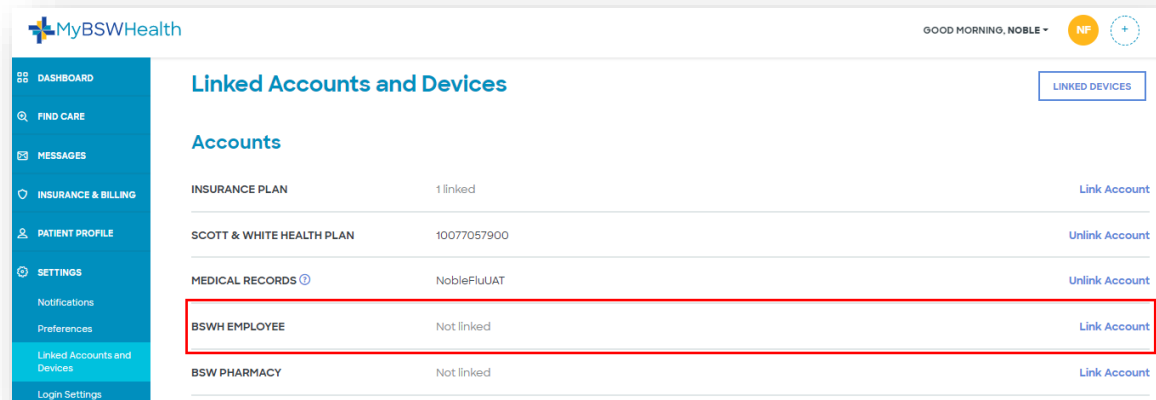 MyBSWHealth
GOOD MORNING, NOBLE
NF
+
DASHBOARD
FIND CARE
MESSAGES
INSURANCE & BILLING
PATIENT PROFILE
SETTINGS
Notifications
Preferences
Linked Accounts and
Devices
Login Settings
Linked Accounts and Devices
LINKED DEVICES
Accounts
INSURANCE PLAN 1 linked Link Account
SCOTT & WHITE HEALTH PLAN 10077057900 Unlink Account
MEDICAL RECORDS ? NobleFluUAT Unlink Account
BSWH EMPLOYEE Not linked Link Account
BSW PHARMACY Not linked Link Account